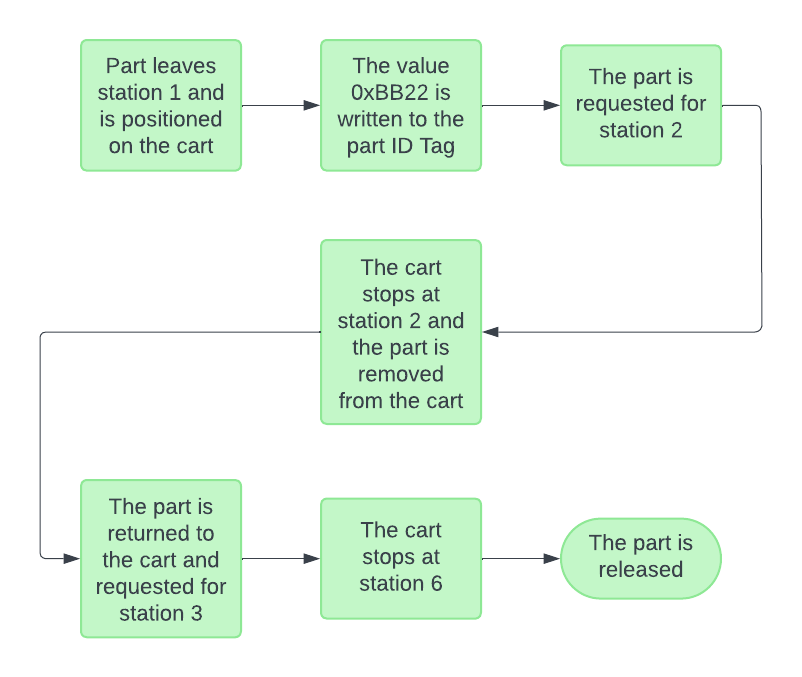 Part leaves
station 1 and
is positioned
on the cart
The value
0xBB22 is
written to the
part ID Tag
The part is
requested for
station 2
The cart
stops at
station 2 and
the part is
removed
from the cart
The part is
returned to
the cart and
requested for
station 3
The cart
stops at
station 6
The part is
released